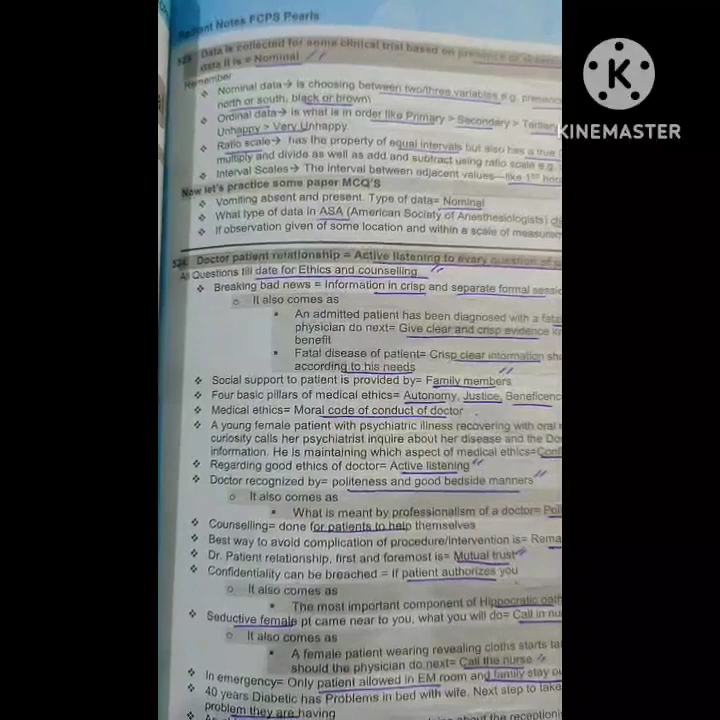 Radiant Notes FCPS Pearls
523 Data is collected for some clinical trial based on presence or
data it is = Nominal
Remember
❖ Nominal data→ is choosing between two/three variables e.g.
north or south, black or brown)
❖ Ordinal data→ is what is in order like Primary > Secondary >
Unhappy > Very Unhappy
❖ Ratio scale→ has the property of equal intervals but also has a true
multiply and divide as well as add and subtract using ratio scale e.g.
❖ Interval Scales→ The interval between adjacent values—like 1st
Now let's practice some paper MCQ'S
❖ Vomiting absent and present. Type of data= Nominal
❖ What type of data in ASA (American Society of Anesthesiologists)
❖ If observation given of some location and within a scale of
524 Doctor patient relationship = Active listening to every question of
All Questions till date for Ethics and counselling
❖ Breaking bad news = Information in crisp and separate formal
o It also comes as
▪ An admitted patient has been diagnosed with a
physician do next= Give clear and crisp evidence
benefit
▪ Fatal disease of patient= Crisp clear information
according to his needs
❖ Social support to patient is provided by= Family members
❖ Four basic pillars of medical ethics= Autonomy, Justice,
❖ Medical ethics= Moral code of conduct of doctor
❖ A young female patient with psychiatric illness recovering with oral
curiosity calls her psychiatrist inquire about her disease and the
information. He is maintaining which aspect of medical ethics=
❖ Regarding good ethics of doctor= Active listening
❖ Doctor recognized by= politeness and good bedside manners
o It also comes as
▪ What is meant by professionalism of a doctor=
❖ Counselling= done for patients to help themselves
❖ Best way to avoid complication of procedure/intervention is=
❖ Dr. Patient relationship, first and foremost is= Mutual trust
❖ Confidentiality can be breached = If patient authorizes you
o It also comes as
▪ The most important component of Hippocratic
❖ Seductive female pt came near to you, what you will do= Call in
o It also comes as
▪ A female patient wearing revealing cloths starts
should the physician do next= Call the nurse
❖ In emergency= Only patient allowed in EM room and family stay
❖ 40 years Diabetic has Problems in bed with wife. Next step to take
problem they are having
about the
KINEMASTER